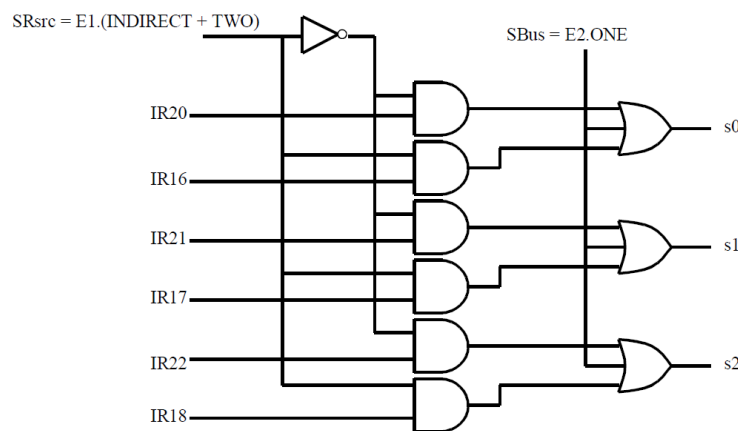 SRsrc = E1.(INDIRECT + TWO)
SBus = E2.ONE
IR20
s0
IR16
IR21
s1
IR17
IR22
s2
IR18